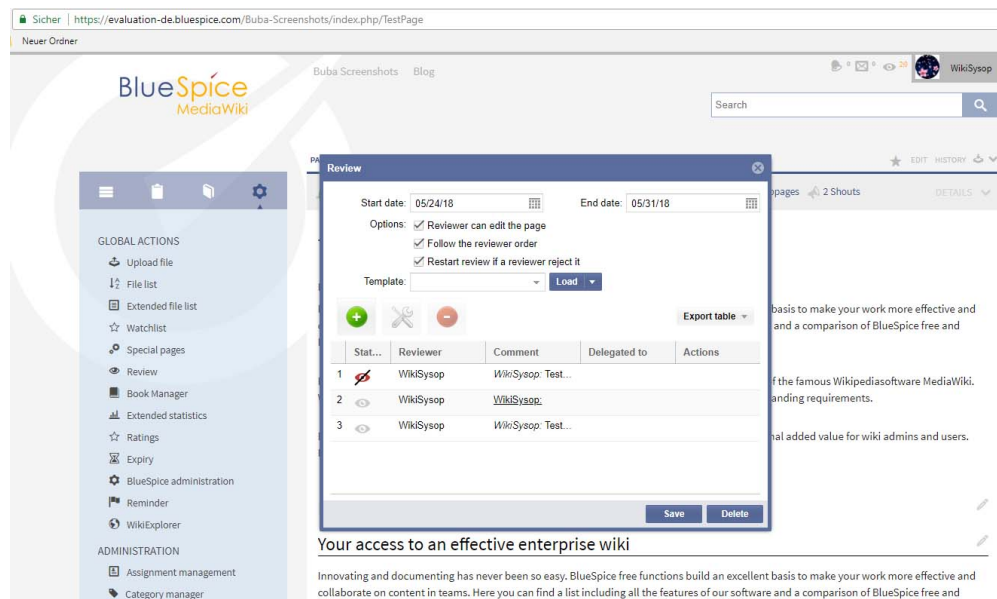 Sicher | https://evaluation-de.bluespice.com/Buba-Screenshots/index.php/TestPage
Neuer Ordner
BlueSpice
MediaWiki
Buba Screenshots Blog
28 WikiSysop
Search
PA
EDIT HISTORY
pages 2 Shouts DETAILS
GLOBAL ACTIONS
Upload file
File list
Extended file list
Watchlist
Special pages
Review
Book Manager
Extended statistics
Ratings
Expiry
BlueSpice administration
Reminder
WikiExplorer
ADMINISTRATION
Assignment management
Category manager
Review
Start date: 05/24/18 End date: 05/31/18
Options: Reviewer can edit the page
Follow the reviewer order
Restart review if a reviewer reject it
Template: Load
Export table
Stat... Reviewer Comment Delegated to Actions
1 WikiSysop WikiSysop: Test...
2 WikiSysop WikiSysop:
3 WikiSysop WikiSysop: Test...
Save Delete
basis to make your work more effective and
and a comparison of BlueSpice free and
f the famous Wikipediasoftware MediaWiki.
anding requirements.
nal added value for wiki admins and users.
Your access to an effective enterprise wiki
Innovating and documenting has never been so easy. BlueSpice free functions build an excellent basis to make your work more effective and
collaborate on content in teams. Here you can find a list including all the features of our software and a comparison of BlueSpice free and